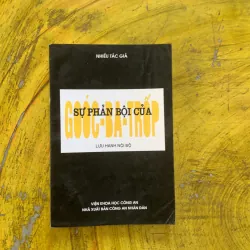 NHIỀU TÁC GIẢ
SỰ PHẢN BỘI CỦA
GOÓC-BA-TRỐP
LƯU HÀNH NỘI BỘ
VIỆN KHOA HỌC CÔNG AN
NHÀ XUẤT BẢN CÔNG AN NHÂN DÂN